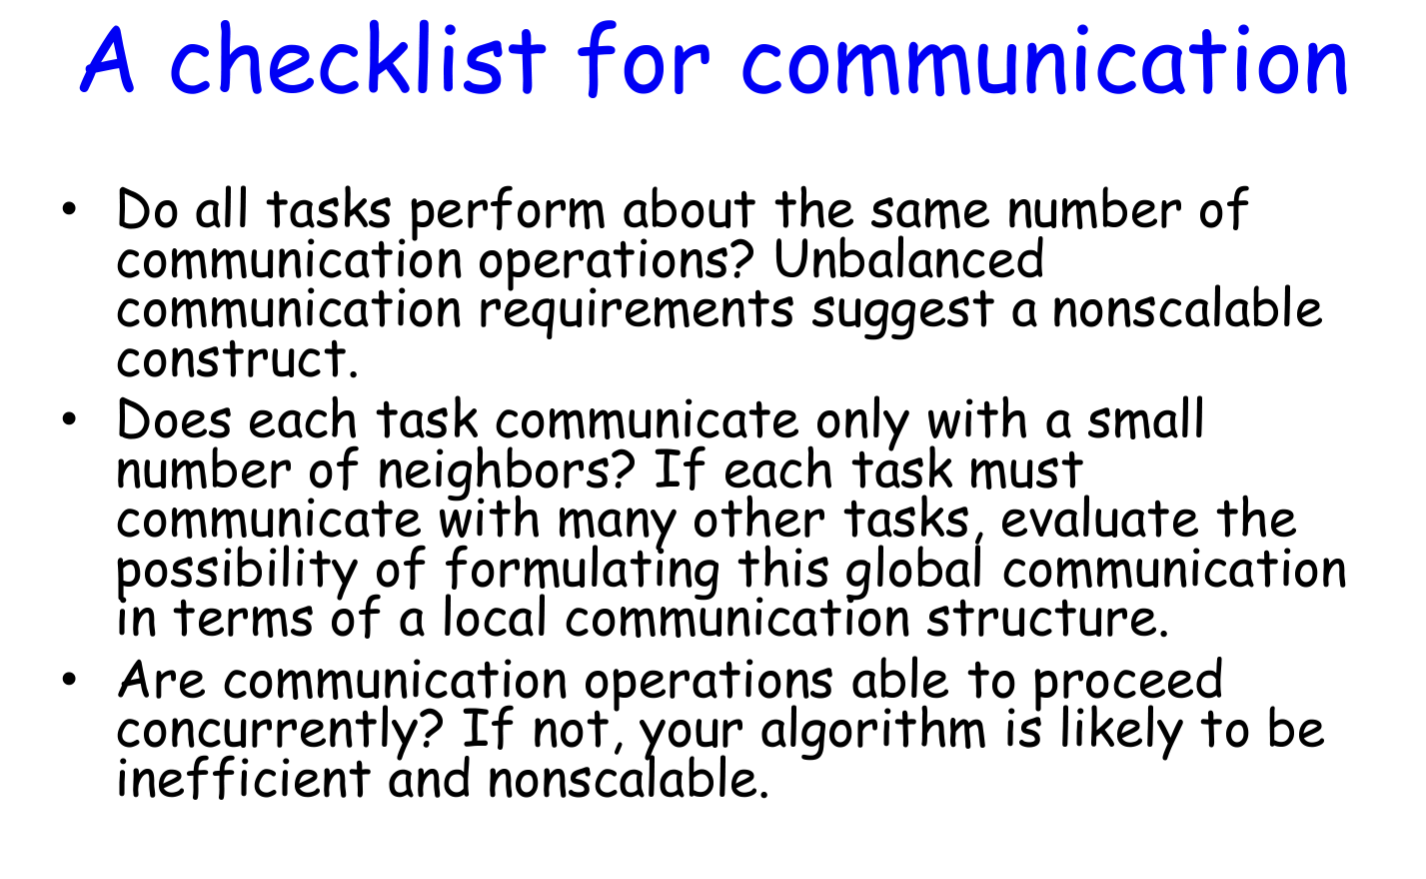 A checklist for communication
• Do all tasks perform about the same number of
communication operations? Unbalanced
communication requirements suggest a nonscalable
construct.
• Does each task communicate only with a small
number of neighbors? If each task must
communicate with many other tasks, evaluate the
possibility of formulating this global communication
in terms of a local communication structure.
• Are communication operations able to proceed
concurrently? If not, your algorithm is likely to be
inefficient and nonscalable.